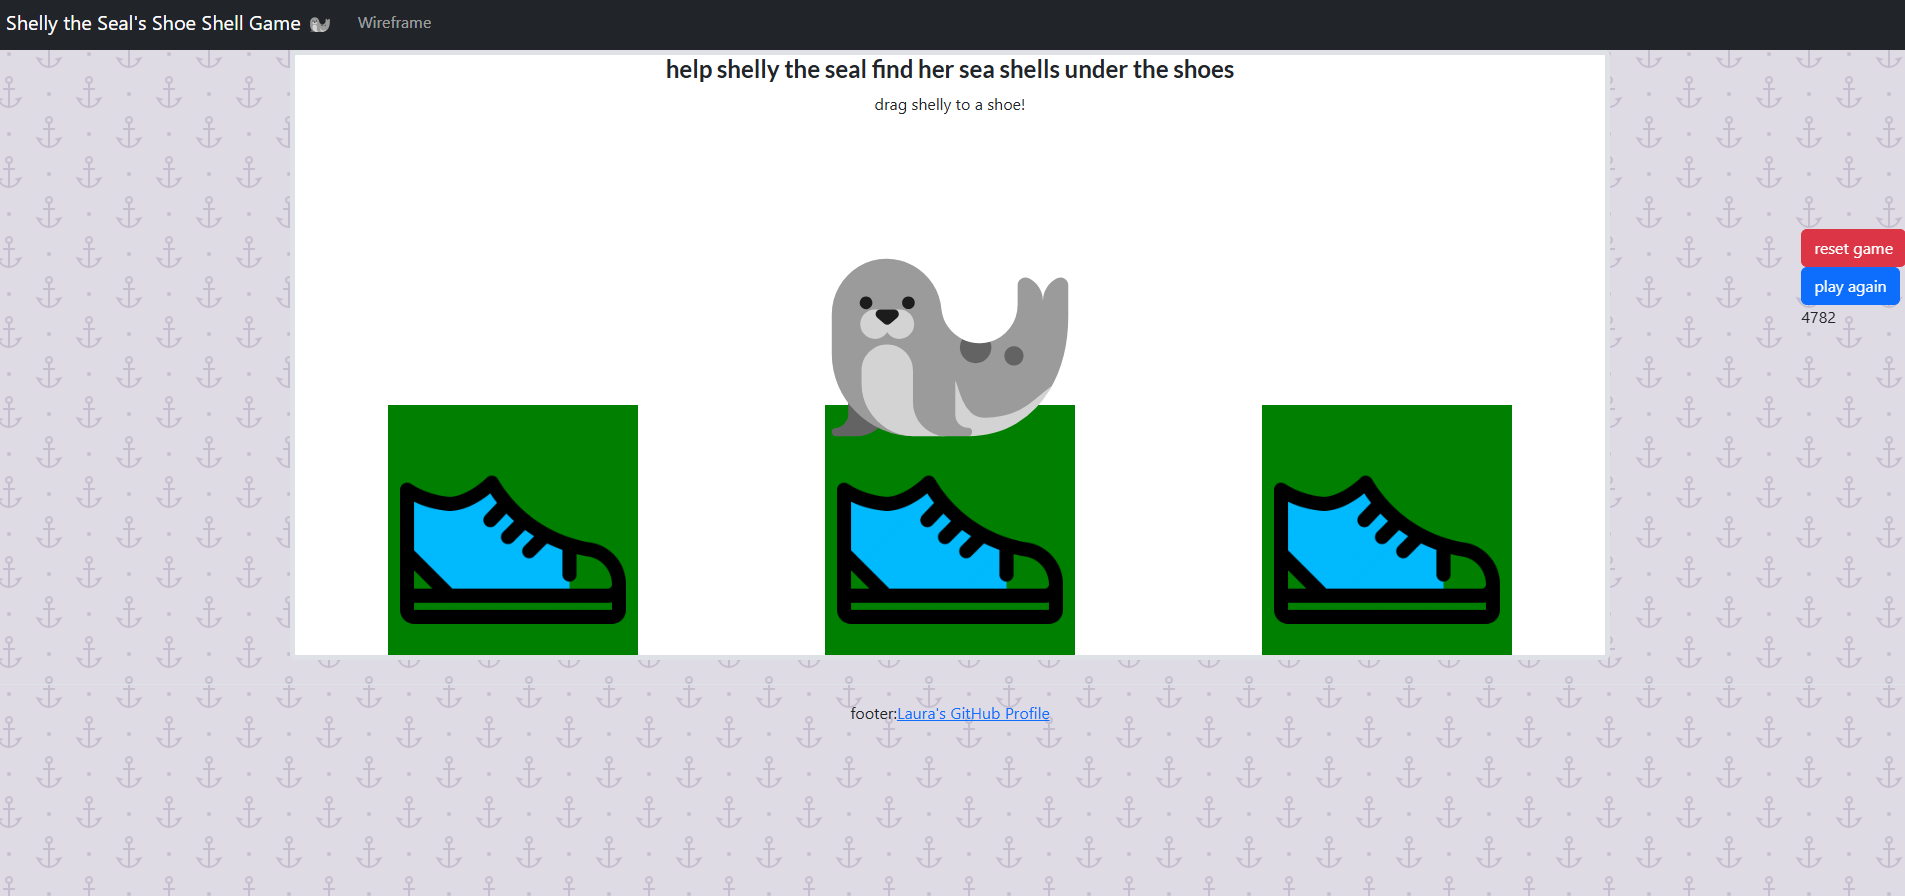 Shelly the Seal's Shoe Shell Game 🦭 Wireframe
help shelly the seal find her sea shells under the shoes
drag shelly to a shoe!
reset game
play again
4782
footer:Laura's GitHub Profile